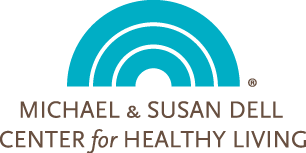 ®
MICHAEL & SUSAN DELL
CENTER for HEALTHY LIVING